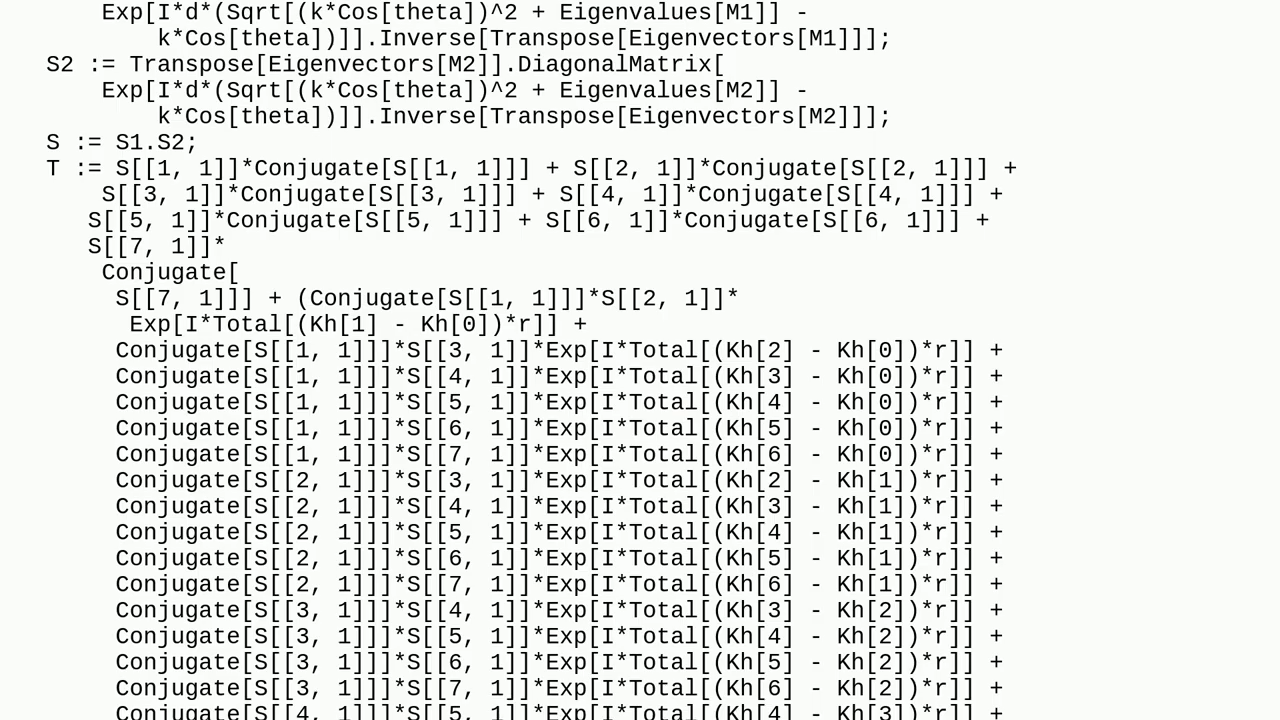 Exp[I*d*(Sqrt[(k*Cos[theta])^2 + Eigenvalues[M1]] -
k*Cos[theta])]].Inverse[Transpose[Eigenvectors[M1]]];
S2 := Transpose[Eigenvectors[M2]].DiagonalMatrix[
Exp[I*d*(Sqrt[(k*Cos[theta])^2 + Eigenvalues[M2]] -
k*Cos[theta])]].Inverse[Transpose[Eigenvectors[M2]]];
S := S1.S2;
T := S[[1, 1]]*Conjugate[S[[1, 1]]] + S[[2, 1]]*Conjugate[S[[2, 1]]] +
S[[3, 1]]*Conjugate[S[[3, 1]]] + S[[4, 1]]*Conjugate[S[[4, 1]]] +
S[[5, 1]]*Conjugate[S[[5, 1]]] + S[[6, 1]]*Conjugate[S[[6, 1]]] +
S[[7, 1]]*
Conjugate[
S[[7, 1]]] + (Conjugate[S[[1, 1]]]*S[[2, 1]]*
Exp[I*Total[(Kh[1] - Kh[0])*r]] +
Conjugate[S[[1, 1]]]*S[[3, 1]]*Exp[I*Total[(Kh[2] - Kh[0])*r]] +
Conjugate[S[[1, 1]]]*S[[4, 1]]*Exp[I*Total[(Kh[3] - Kh[0])*r]] +
Conjugate[S[[1, 1]]]*S[[5, 1]]*Exp[I*Total[(Kh[4] - Kh[0])*r]] +
Conjugate[S[[1, 1]]]*S[[6, 1]]*Exp[I*Total[(Kh[5] - Kh[0])*r]] +
Conjugate[S[[1, 1]]]*S[[7, 1]]*Exp[I*Total[(Kh[6] - Kh[0])*r]] +
Conjugate[S[[2, 1]]]*S[[3, 1]]*Exp[I*Total[(Kh[2] - Kh[1])*r]] +
Conjugate[S[[2, 1]]]*S[[4, 1]]*Exp[I*Total[(Kh[3] - Kh[1])*r]] +
Conjugate[S[[2, 1]]]*S[[5, 1]]*Exp[I*Total[(Kh[4] - Kh[1])*r]] +
Conjugate[S[[2, 1]]]*S[[6, 1]]*Exp[I*Total[(Kh[5] - Kh[1])*r]] +
Conjugate[S[[2, 1]]]*S[[7, 1]]*Exp[I*Total[(Kh[6] - Kh[1])*r]] +
Conjugate[S[[3, 1]]]*S[[4, 1]]*Exp[I*Total[(Kh[3] - Kh[2])*r]] +
Conjugate[S[[3, 1]]]*S[[5, 1]]*Exp[I*Total[(Kh[4] - Kh[2])*r]] +
Conjugate[S[[3, 1]]]*S[[6, 1]]*Exp[I*Total[(Kh[5] - Kh[2])*r]] +
Conjugate[S[[3, 1]]]*S[[7, 1]]*Exp[I*Total[(Kh[6] - Kh[2])*r]] +
Conjugate[S[[4, 1]]]*S[[5, 1]]*Exp[I*Total[(Kh[4] - Kh[3])*r]] +